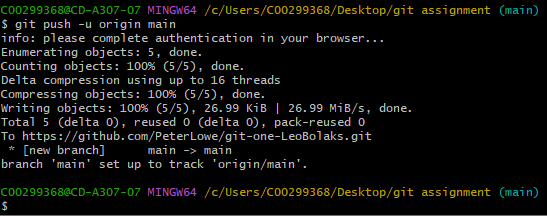 C00299368@CD-A307-07 MINGW64 /c/Users/C00299368/Desktop/git assignment (main)
$ git push -u origin main
info: please complete authentication in your browser...
Enumerating objects: 5, done.
Counting objects: 100% (5/5), done.
Delta compression using up to 16 threads
Compressing objects: 100% (5/5), done.
Writing objects: 100% (5/5), 26.99 KiB | 26.99 MiB/s, done.
Total 5 (delta 0), reused 0 (delta 0), pack-reused 0
To https://github.com/PeterLowe/git-one-LeoBolaks.git
 * [new branch]      main -> main
branch 'main' set up to track 'origin/main'.
C00299368@CD-A307-07 MINGW64 /c/Users/C00299368/Desktop/git assignment (main)
$